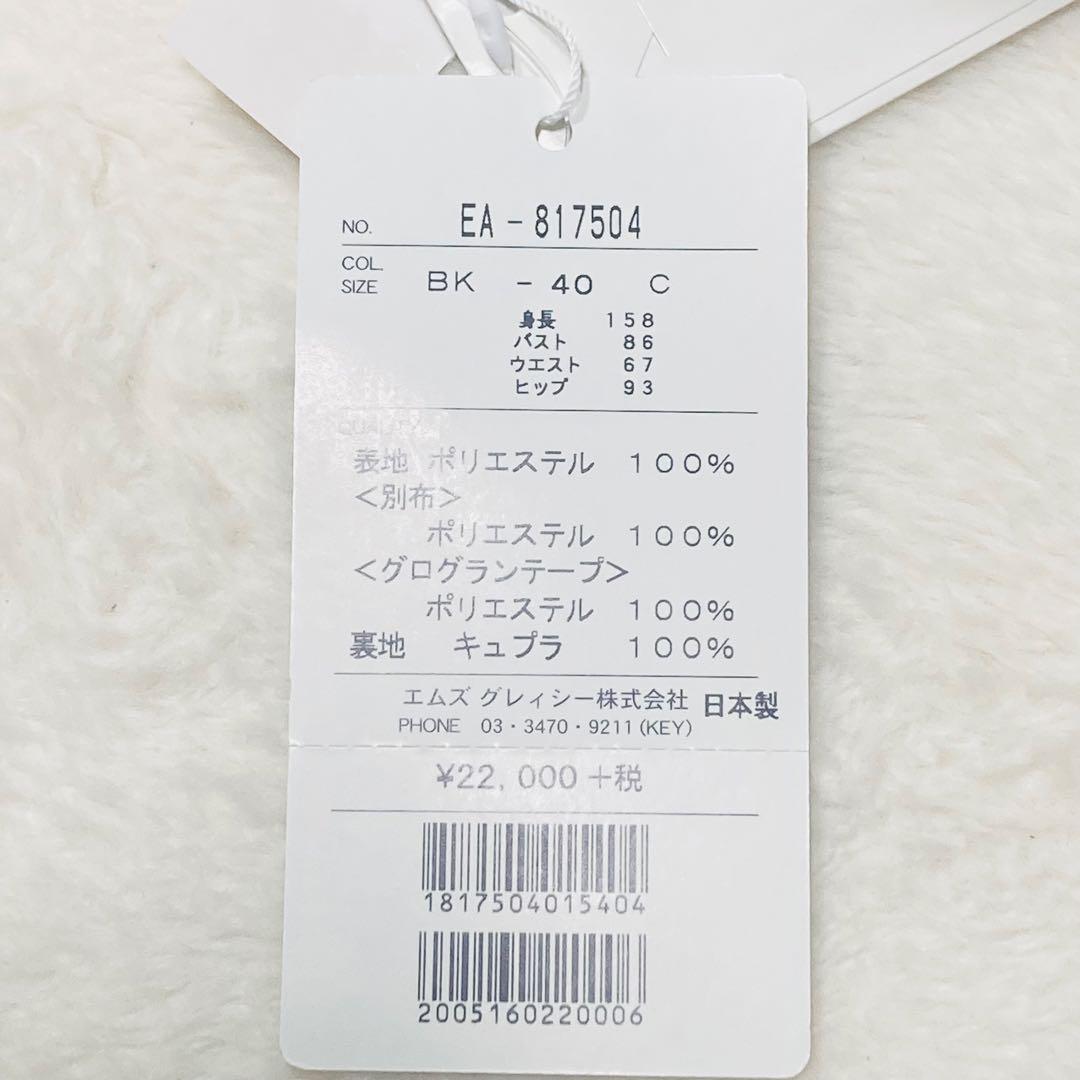 NO. EA-817504
COL.
SIZE BK -40 C
身長 158
バスト 86
ウエスト 67
ヒップ 93
QUALITY
表地 ポリエステル 100%
<別布>
ポリエステル 100%
<グログランテープ>
ポリエステル 100%
裏地 キュプラ 100%
エムズ グレィシー株式会社 日本製
PHONE 03・3470・9211(KEY)
¥22,000+税
1817504015404
2005160220006